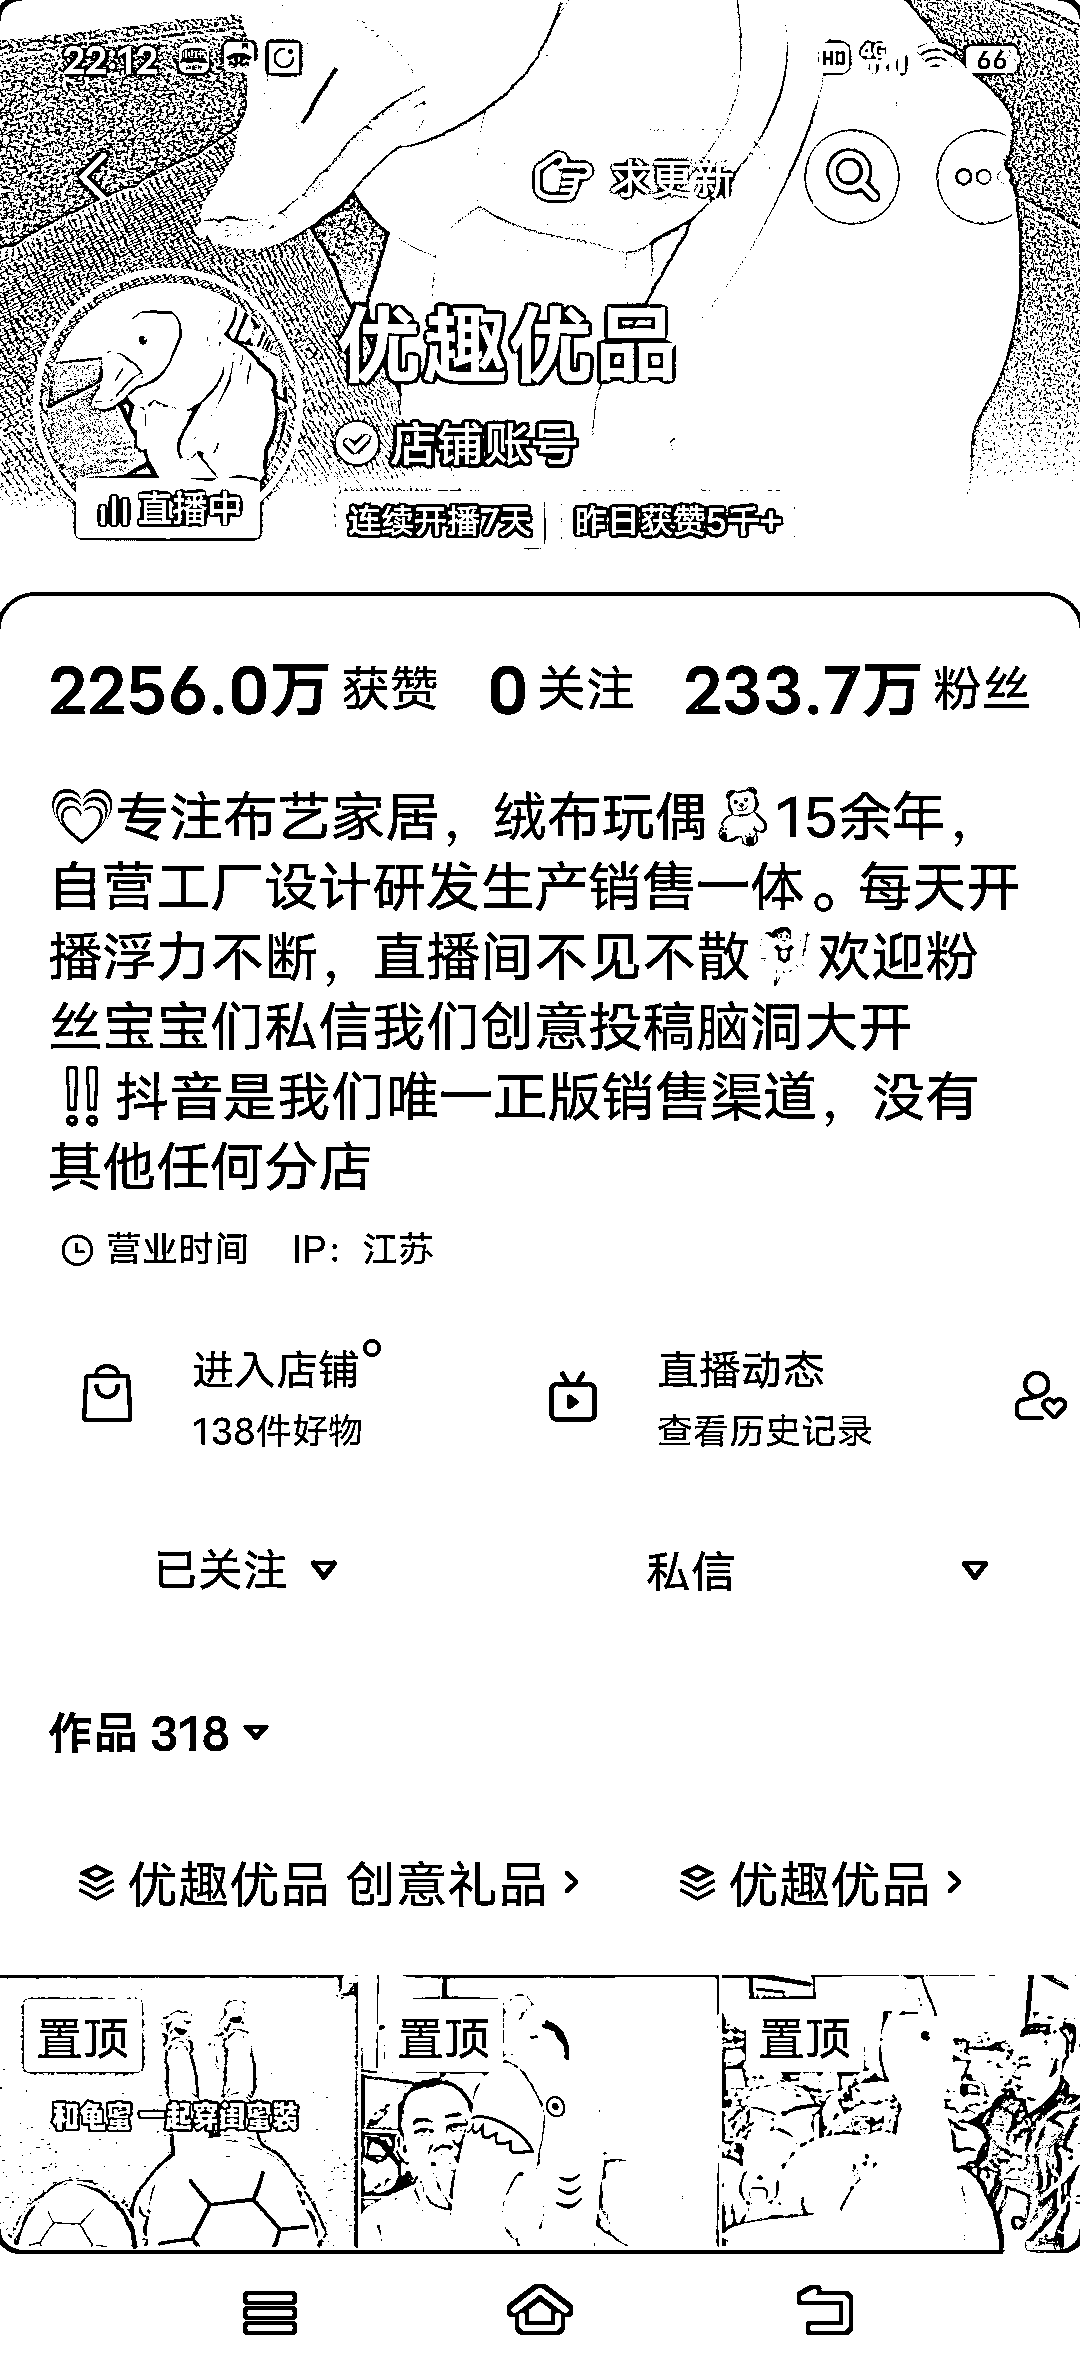 22:12 HD 4G 66
求更新
优趣优品
店铺账号
直播中 连续开播7天 昨日获赞5千+
2256.0万 获赞 0 关注 233.7万 粉丝
专注布艺家居，绒布玩偶15余年，
自营工厂设计研发生产销售一体。每天开
播浮力不断，直播间不见不散欢迎粉
丝宝宝们私信我们创意投稿脑洞大开
‼抖音是我们唯一正版销售渠道，没有
其他任何分店
营业时间 IP：江苏
进入店铺 直播动态
138件好物 查看历史记录
已关注 私信
作品 318
优趣优品 创意礼品 优趣优品
置顶 置顶 置顶
和龟蜜一起穿闺童装